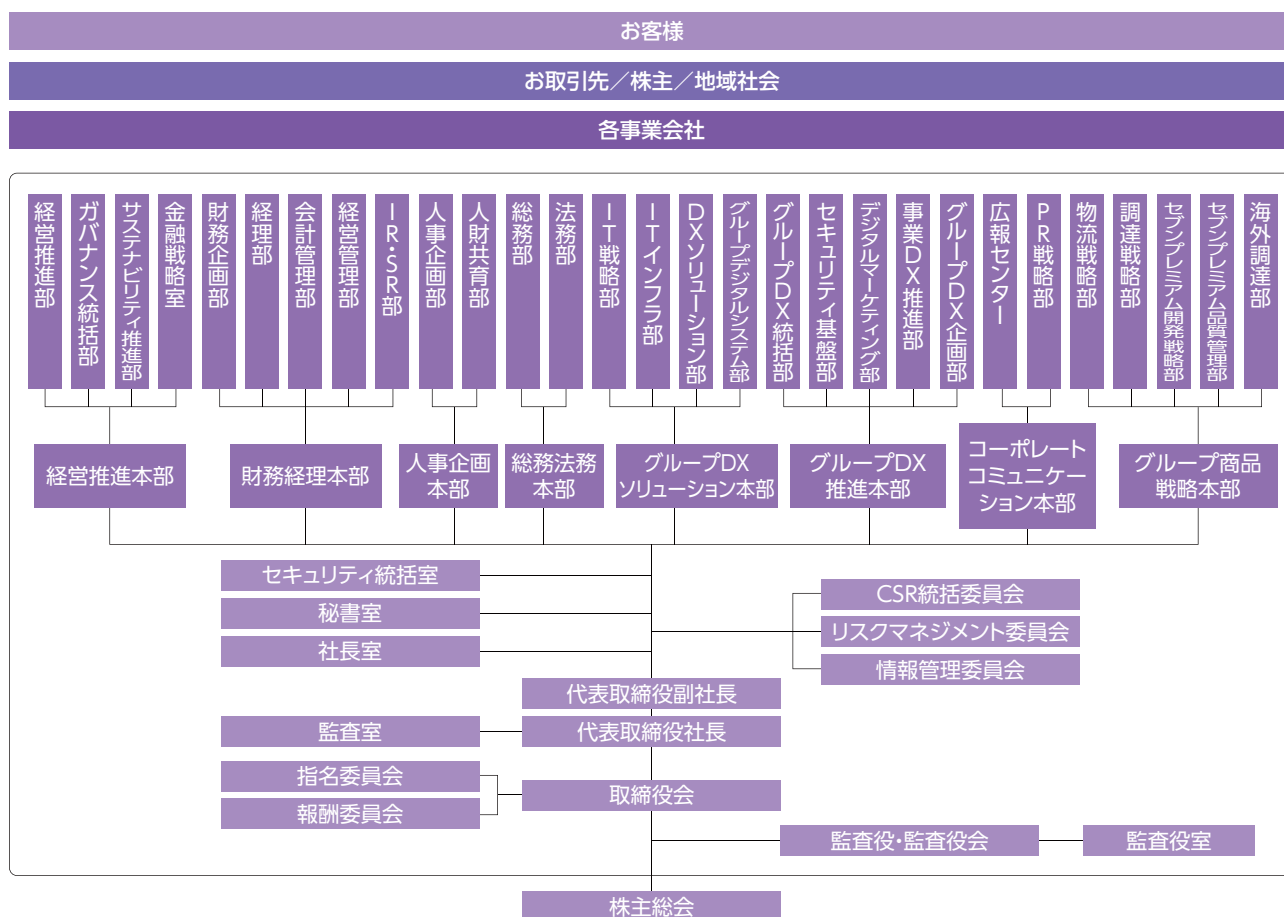 お客様
お取引先／株主／地域社会
各事業会社
経営推進部
ガバナンス統括部
サステナビリティ推進部
金融戦略室
財務企画部
経理部
会計管理部
経営管理部
IR・SR部
人事企画部
人財共育部
総務部
法務部
IT戦略部
ITインフラ部
DXソリューション部
グループデジタルシステム部
グループDX統括部
セキュリティ基盤部
デジタルマーケティング部
事業DX推進部
グループDX企画部
広報センター
PR戦略部
物流戦略部
調達戦略部
セブンプレミアム開発戦略部
セブンプレミアム品質管理部
海外調達部
経営推進本部
財務経理本部
人事企画
本部
総務法務
本部
グループDX
ソリューション本部
グループDX
推進本部
コーポレート
コミュニケー
ション本部
グループ商品
戦略本部
セキュリティ統括室
秘書室
社長室
CSR統括委員会
リスクマネジメント委員会
情報管理委員会
代表取締役副社長
監査室
代表取締役社長
指名委員会
報酬委員会
取締役会
監査役・監査役会
監査役室
株主総会